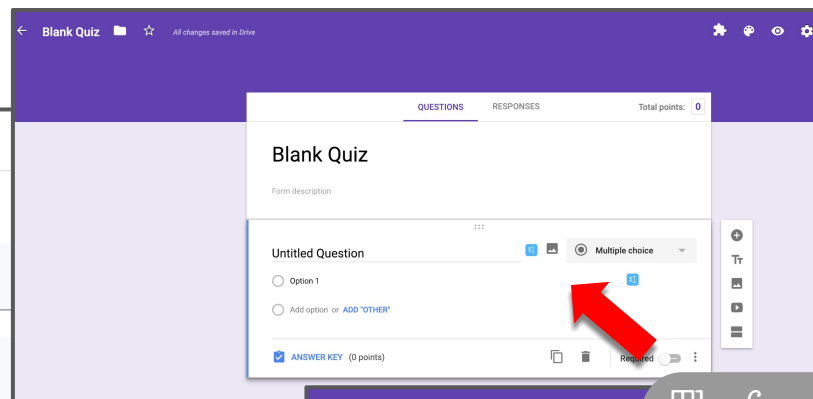 Blank Quiz All changes saved in Drive
QUESTIONS RESPONSES Total points: 0
Blank Quiz
Form description
Untitled Question Multiple choice
Option 1
Add option or ADD "OTHER"
ANSWER KEY (0 points) Required